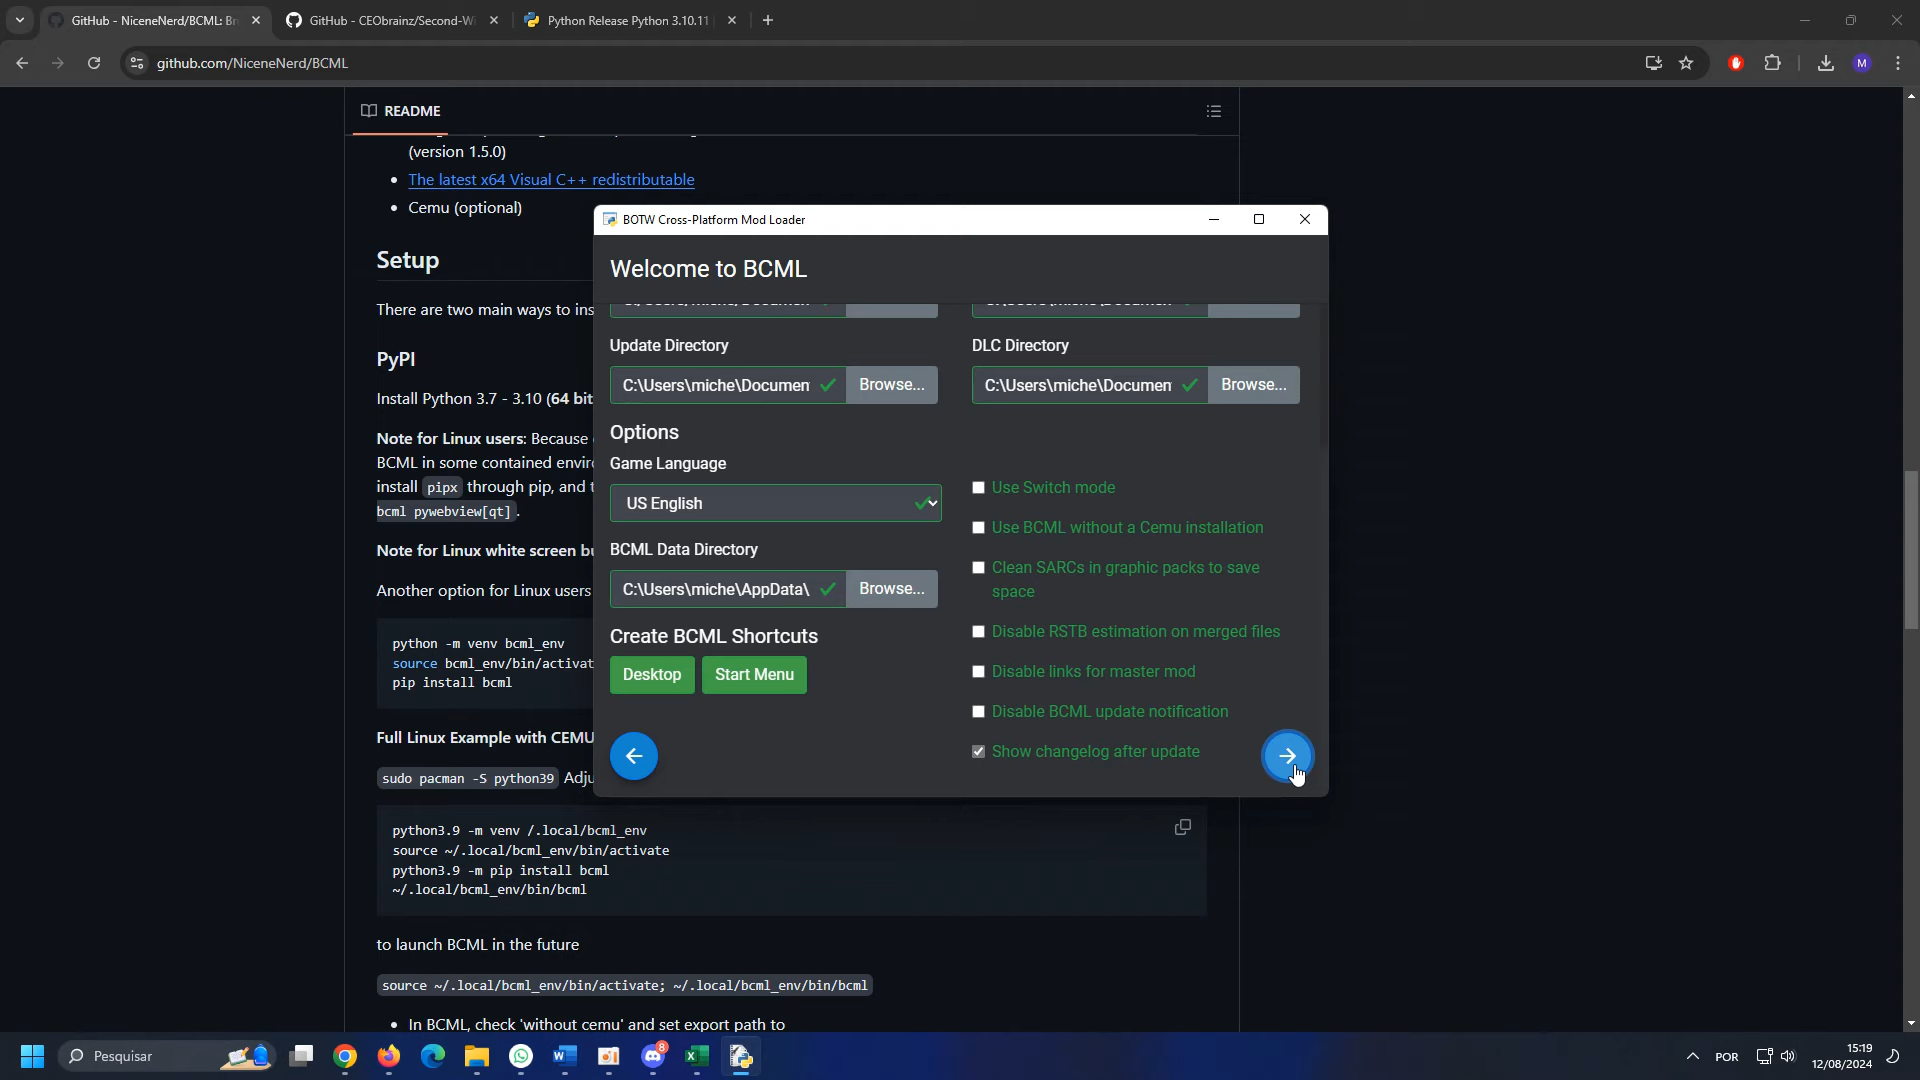 GitHub - NiceneNerd/BCML: Br
GitHub - CEObrainz/Second-Wi
Python Release Python 3.10.11
github.com/NiceneNerd/BCML
M
README
(version 1.5.0)
The latest x64 Visual C++ redistributable
Cemu (optional)
Setup
There are two main ways to ins
PyPI
Install Python 3.7 - 3.10 (64 bit
Note for Linux users: Because
BCML in some contained enviro
install pipx through pip, and t
bcml pywebview[qt] .
Note for Linux white screen bu
Another option for Linux users
python -m venv bcml_env
source bcml_env/bin/activat
pip install bcml
Full Linux Example with CEMU
sudo pacman -S python39 Adju
python3.9 -m venv /.local/bcml_env
source ~/.local/bcml_env/bin/activate
python3.9 -m pip install bcml
~/.local/bcml_env/bin/bcml
to launch BCML in the future
source ~/.local/bcml_env/bin/activate; ~/.local/bcml_env/bin/bcml
In BCML, check 'without cemu' and set export path to
BOTW Cross-Platform Mod Loader
Welcome to BCML
Update Directory
DLC Directory
C:\Users\miche\Documen
Browse...
C:\Users\miche\Documen
Browse...
Options
Game Language
US English
BCML Data Directory
C:\Users\miche\AppData\
Browse...
Create BCML Shortcuts
Desktop
Start Menu
Use Switch mode
Use BCML without a Cemu installation
Clean SARCs in graphic packs to save
space
Disable RSTB estimation on merged files
Disable links for master mod
Disable BCML update notification
Show changelog after update
Pesquisar
8
POR
15:19
12/08/2024